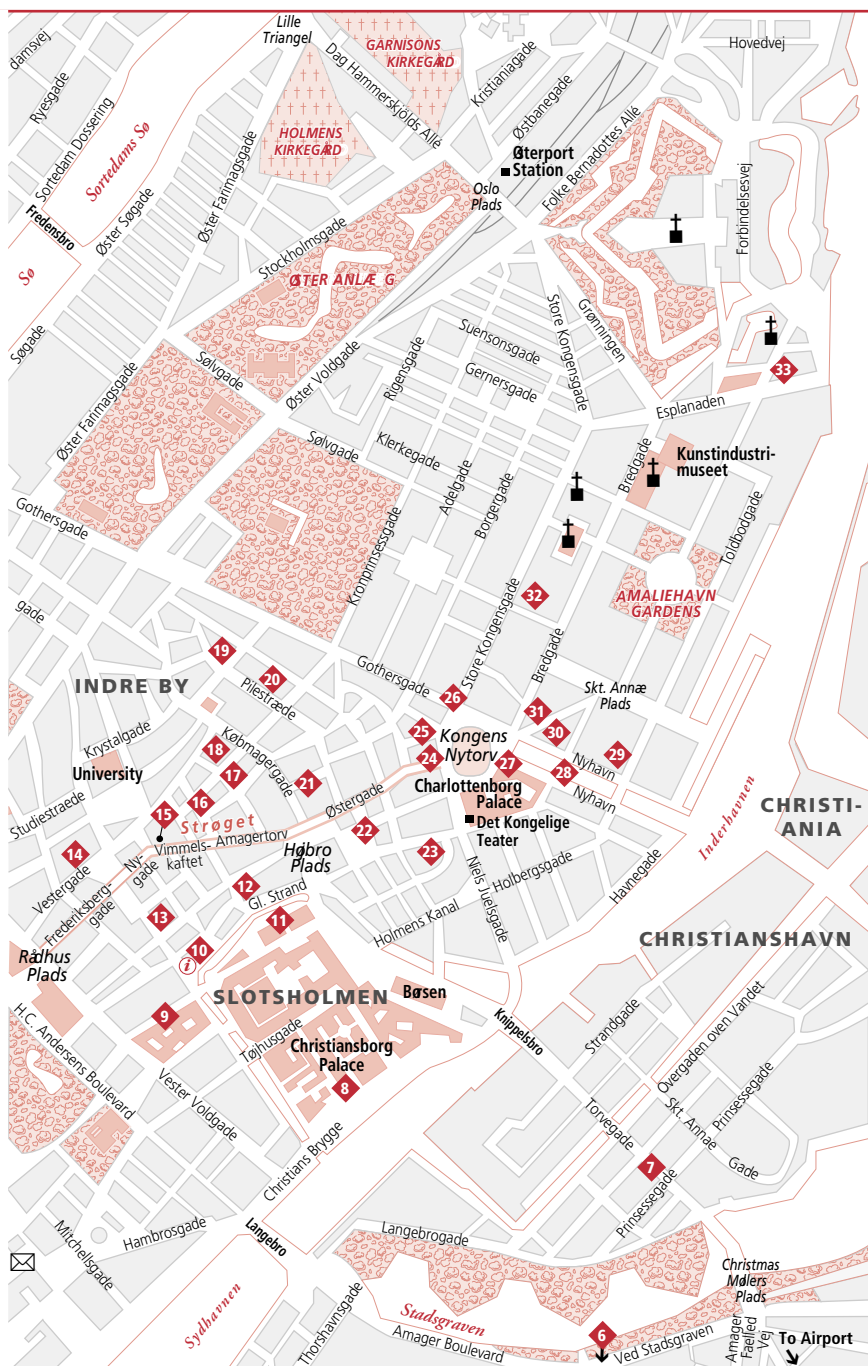 Lille
Triangel
GARNISONS
KIRKEGÅRD
Hovedvej
damsvej
Ryesgade
Dag Hammerskjölds Allé
Kristianiagade
Østbanegade
Sortedam Dossering
Sortedams Sø
HOLMENS
KIRKEGÅRD
Østerport
Station
Folke Bernadottes Allé
Øster Farimagsgade
Oslo
Plads
Forbindelsesvej
Fredensbro
Øster Søgade
Stockholmsgade
Sø
ØSTER ANLÆ G
Søgade
Store Kongensgade
Grønningen
Suensonsgade
Sølvgade
Øster Voldgade
Rigensgade
Gernersgade
33
Øster Farimagsgade
Esplanaden
Sølvgade
Klerkegade
Bredgade
Kunstindustri-
museet
Adelgade
Borgergade
Gothersgade
Toldbodgade
Kronprinsessgade
32
AMALIEHAVN
GARDENS
gade
Store Kongensgade
Bredgade
19
20
Gothersgade
INDRE BY
Pilestræde
26
Skt. Annæ
Plads
31
25
Kongens
Nytorv
30
Krystalgade
18
Købmagergade
24
27
29
Nyhavn
University
17
21
Charlottenborg
Palace
28
Nyhavn
Østergade
16
15
Strøget
CHRISTI-
ANIA
Studiestraede
22
Det Kongelige
Teater
Inderhavnen
Vimmels-
kaftet
Amagertorv
Ny-
gade
Højbro
Plads
23
14
Vestergade
Frederiksberg-
gade
12
Gl. Strand
Niels Juelsgade
Holbergsgade
Havnegade
13
11
Holmens Kanal
CHRISTIANSHAVN
10
i
Rådhus
Plads
SLOTSHOLMEN
Børsen
9
Knippelsbro
Strandgade
Overgaden oven Vandet
H.C. Andersens Boulevard
Tøjhusgade
Christiansborg
Palace
8
Prinsessegade
Vester Voldgade
Torvegade
Skt. Annae
Gade
7
Christians Brygge
Prinsessegade
Hambrosgade
Langebro
Langebrogade
Mitchellsgade
Christmas
Møllers
Plads
Sydhavnen
Thorshavnsgade
Stadsgraven
6
Amager Boulevard
Ved Stadsgraven
Amager
Faelled
Vej
To Airport